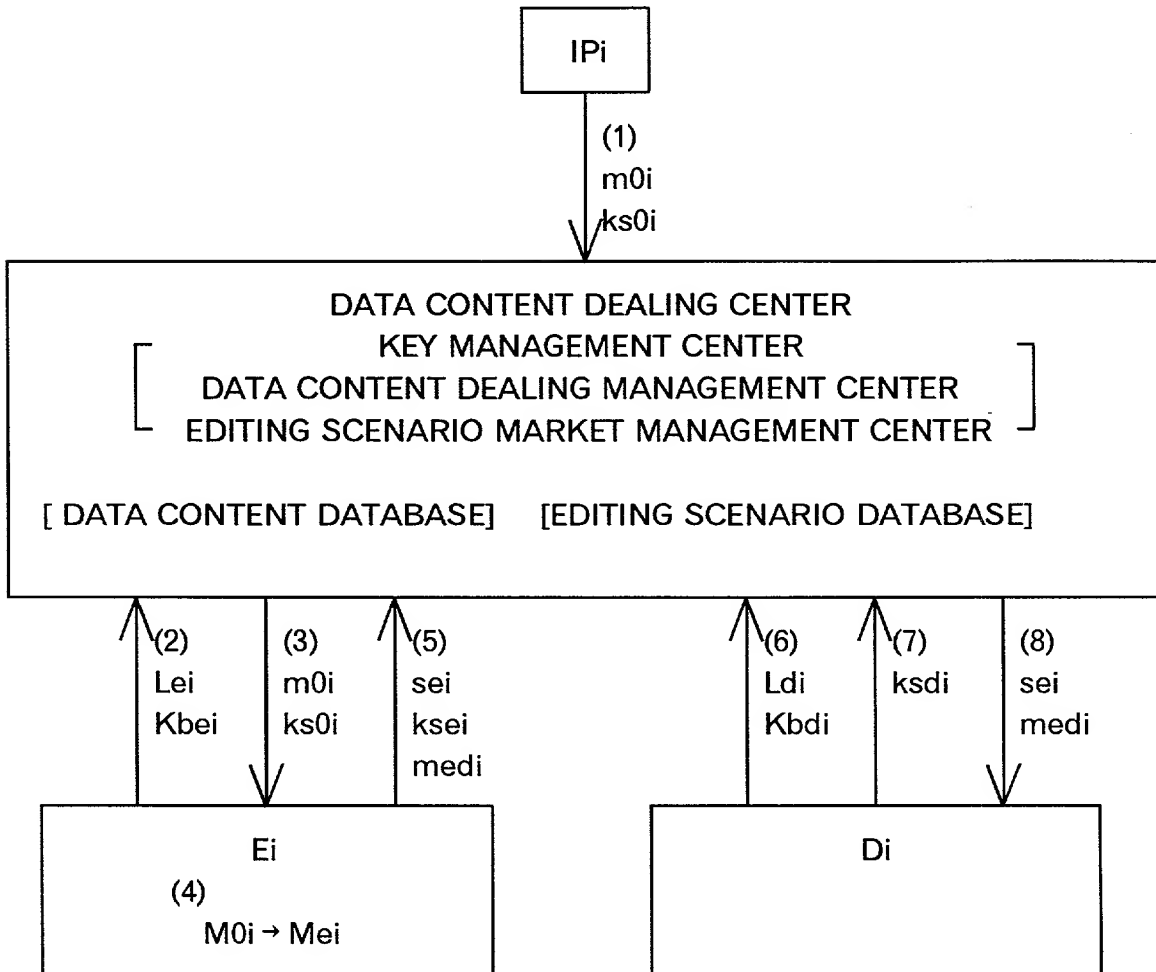 IPi
(1)
m0i
ks0i
DATA CONTENT DEALING CENTER
KEY MANAGEMENT CENTER
DATA CONTENT DEALING MANAGEMENT CENTER
EDITING SCENARIO MARKET MANAGEMENT CENTER
[ DATA CONTENT DATABASE] [EDITING SCENARIO DATABASE]
(2)
Lei
Kbei
(3)
m0i
ks0i
(5)
sei
ksei
medi
(6)
Ldi
Kbdi
(7)
ksdi
(8)
sei
medi
Ei
(4)
M0i → Mei
Di